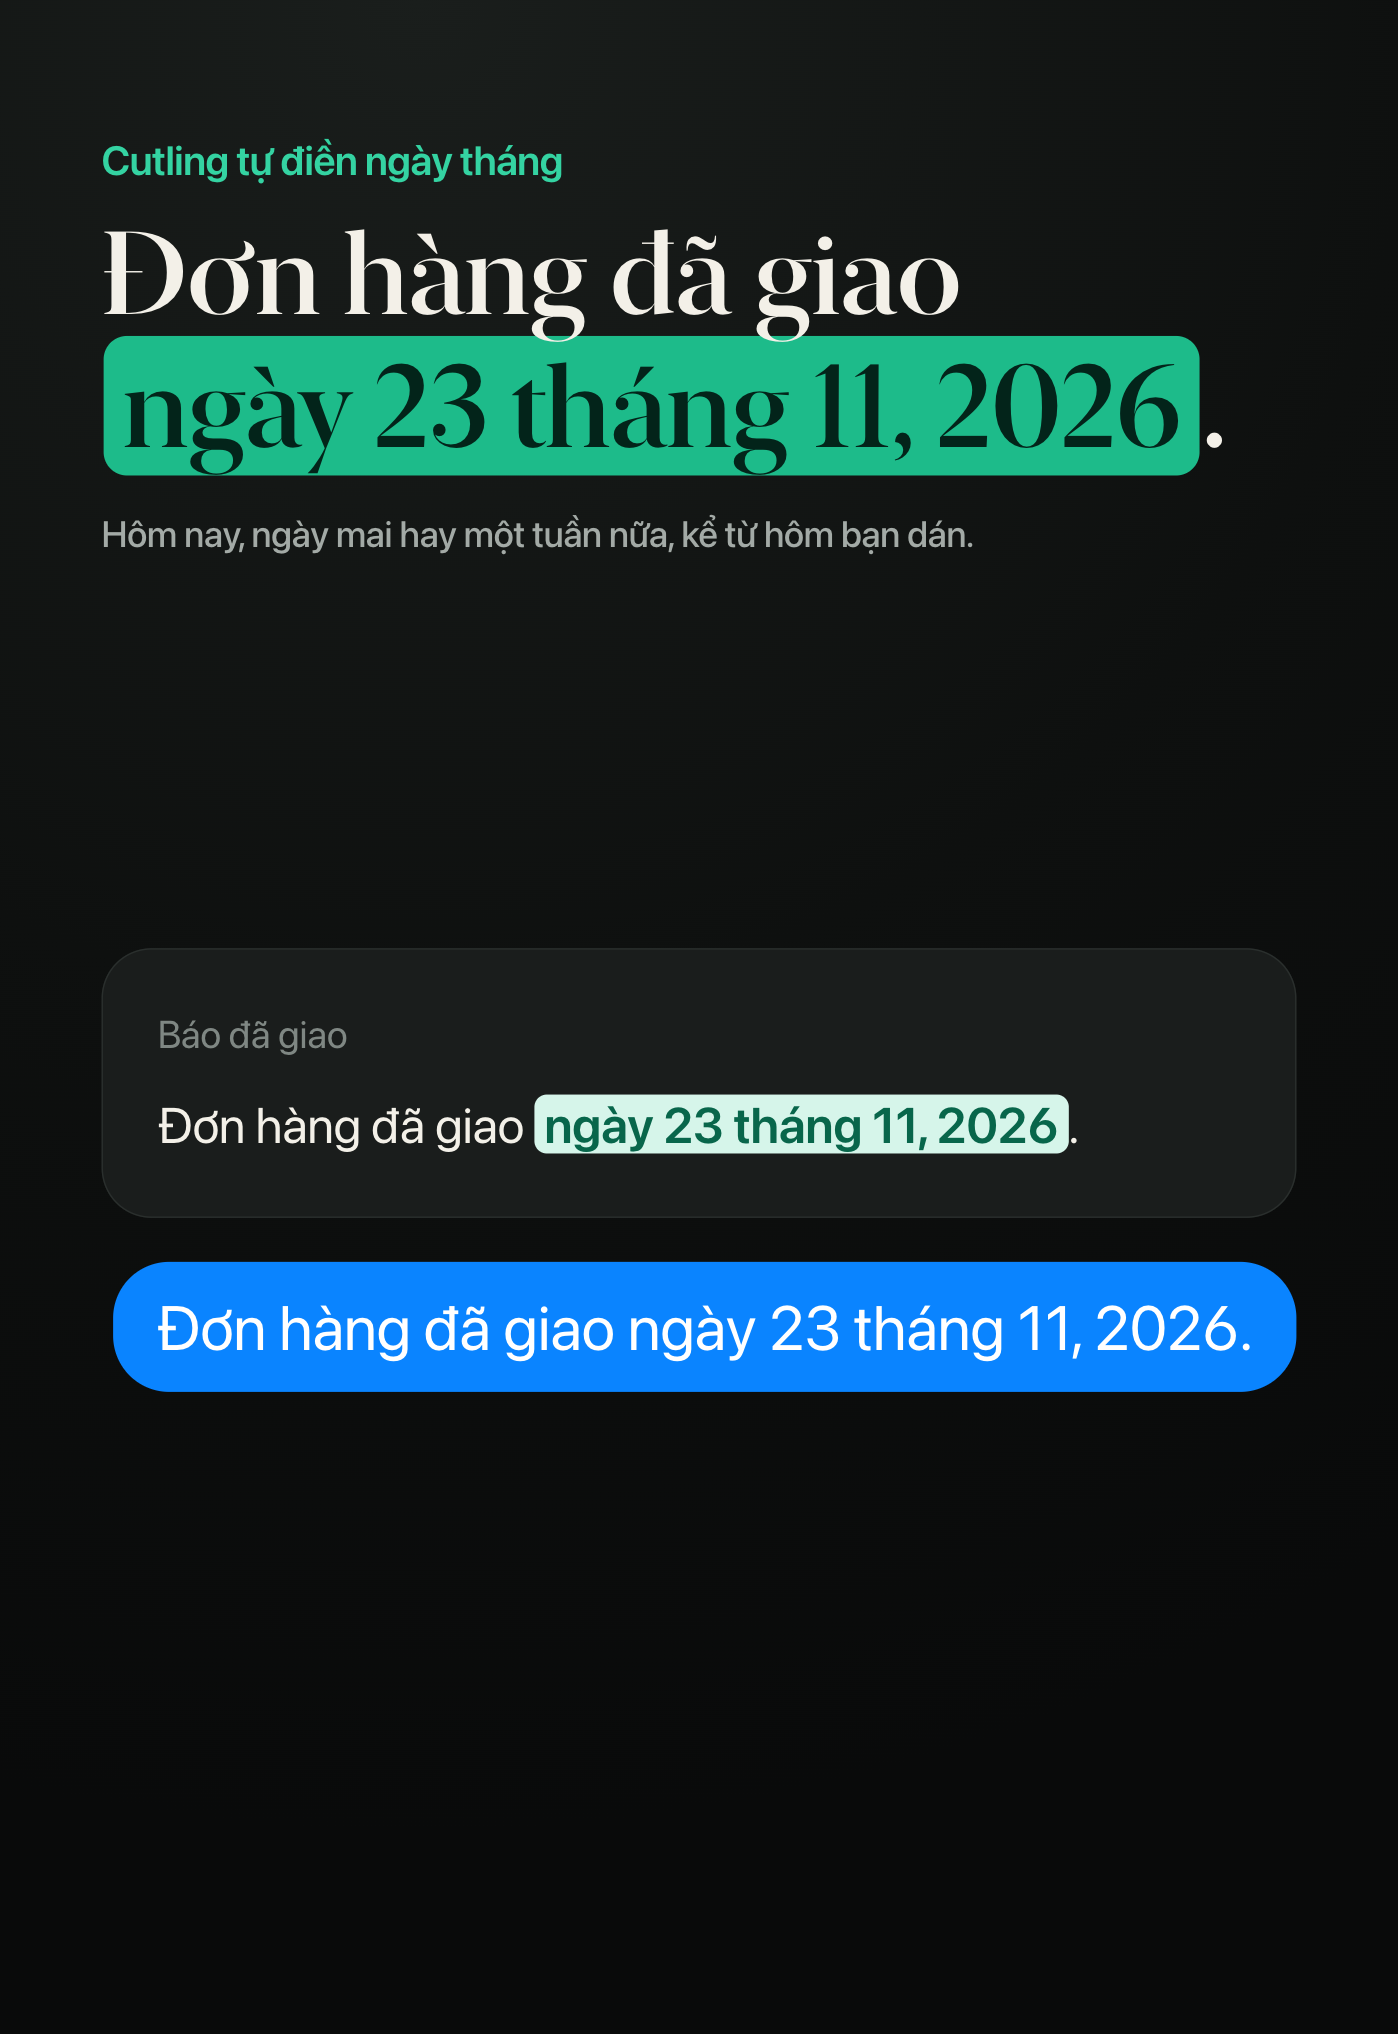 Cutling tự điền ngày tháng
Đơn hàng đã giao
ngày 23 tháng 11, 2026.
Hôm nay, ngày mai hay một tuần nữa, kể từ hôm bạn dán.
Báo đã giao
Đơn hàng đã giao ngày 23 tháng 11, 2026.
Đơn hàng đã giao ngày 23 tháng 11, 2026.